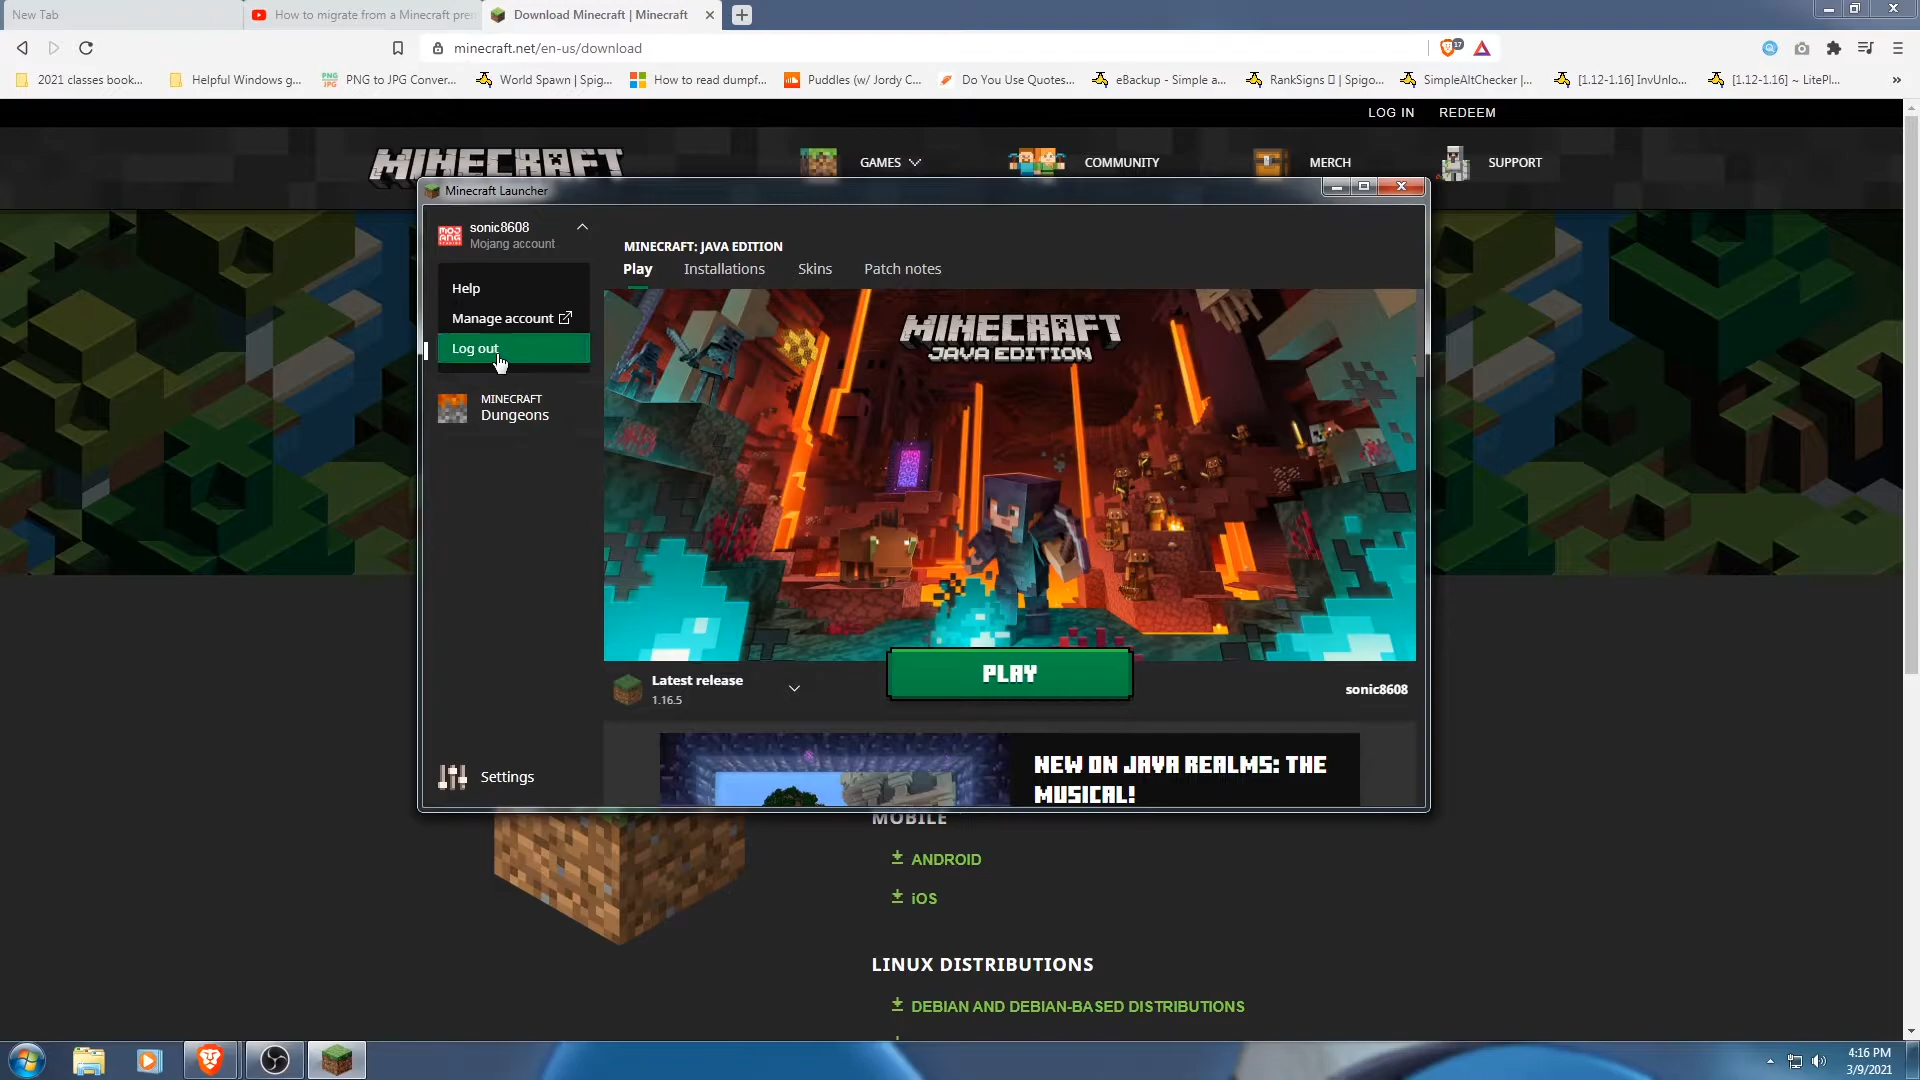 New Tab
How to migrate from a Minecraft pre
Download Minecraft | Minecraft
minecraft.net/en-us/download
17
2021 classes book...
Helpful Windows g...
PNG to JPG Conver...
World Spawn | Spig...
How to read dumpf...
Puddles (w/ Jordy C...
Do You Use Quotes...
eBackup - Simple a...
RankSigns | Spigo...
SimpleAltChecker |...
[1.12-1.16] InvUnlo...
[1.12-1.16] ~ LitePl...
LOG IN
REDEEM
MINECRAFT
GAMES
COMMUNITY
MERCH
SUPPORT
Minecraft Launcher
MOJANG
sonic8608
Mojang account
Help
Manage account
Log out
MINECRAFT
Dungeons
Settings
MINECRAFT: JAVA EDITION
Play
Installations
Skins
Patch notes
MINECRAFT
JAVA EDITION
Latest release
1.16.5
PLAY
sonic8608
NEW ON JAVA REALMS: THE
MUSICAL!
MOBILE
ANDROID
iOS
LINUX DISTRIBUTIONS
DEBIAN AND DEBIAN-BASED DISTRIBUTIONS
4:16 PM
3/9/2021